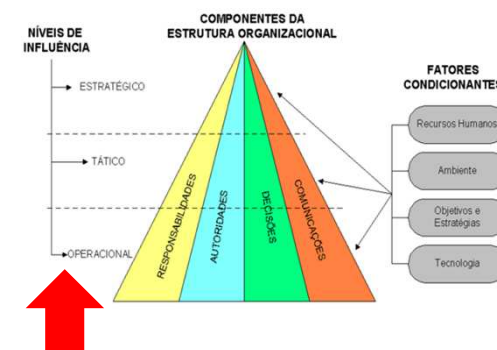 NÍVEIS DE
INFLUÊNCIA
ESTRATÉGICO
TÁTICO
OPERACIONAL
COMPONENTES DA
ESTRUTURA ORGANIZACIONAL
RESPONSABILIDADES
AUTORIDADES
DECISÕES
COMUNICAÇÕES
FATORES
CONDICIONANTES
Recursos Humanos
Ambiente
Objetivos e
Estratégias
Tecnologia